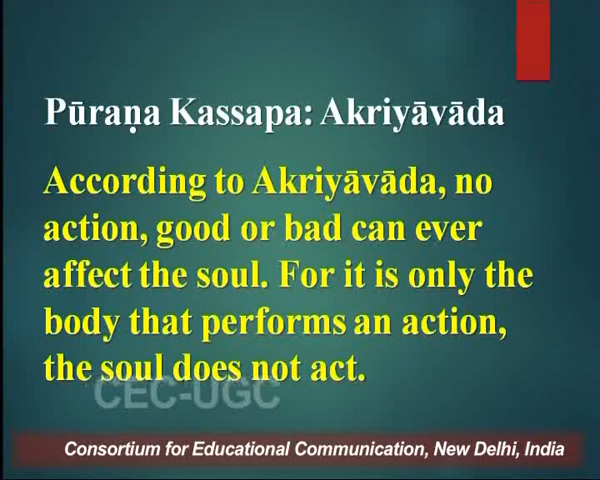 Pūraṇa Kassapa: Akriyāvāda
According to Akriyāvāda, no
action, good or bad can ever
affect the soul. For it is only the
body that performs an action,
the soul does not act.
CEC-UGC
Consortium for Educational Communication, New Delhi, India